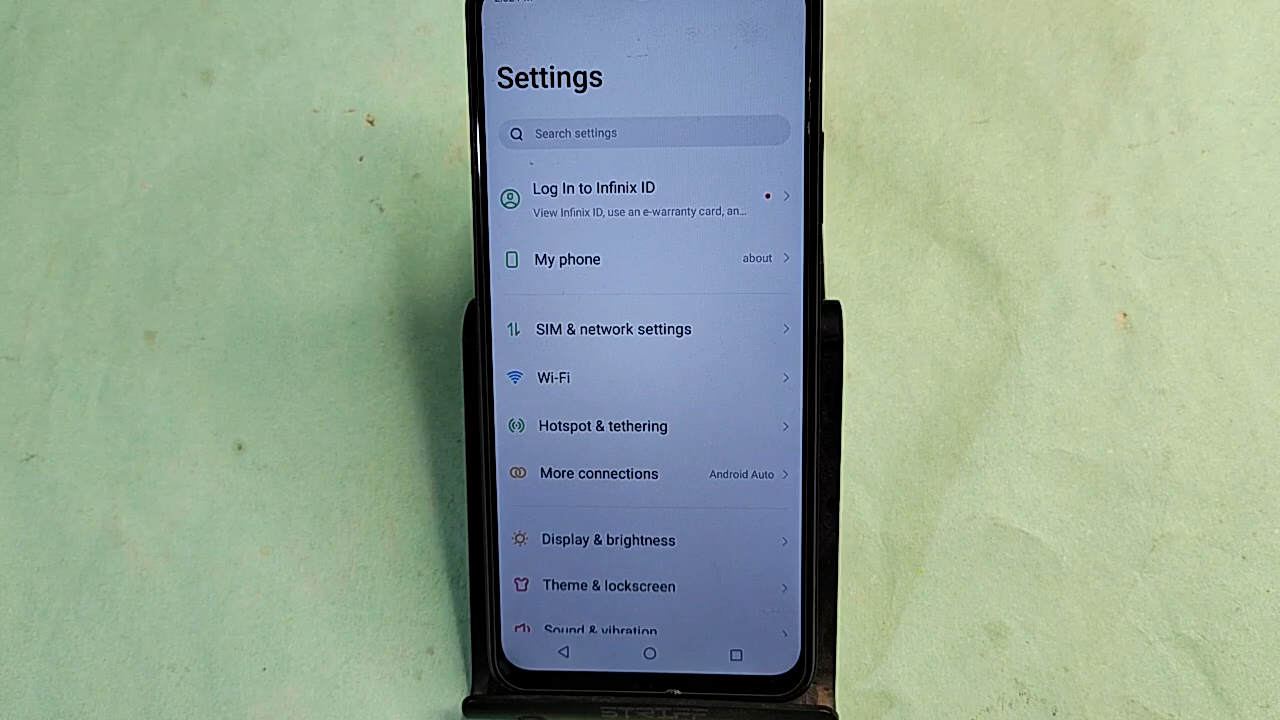 Settings
Search settings
Log In to Infinix ID
View Infinix ID, use an e-warranty card, an...
My phone
about
SIM & network settings
Wi-Fi
Hotspot & tethering
More connections
Android Auto
Display & brightness
Theme & lockscreen
Sound & vibration
STRIFF